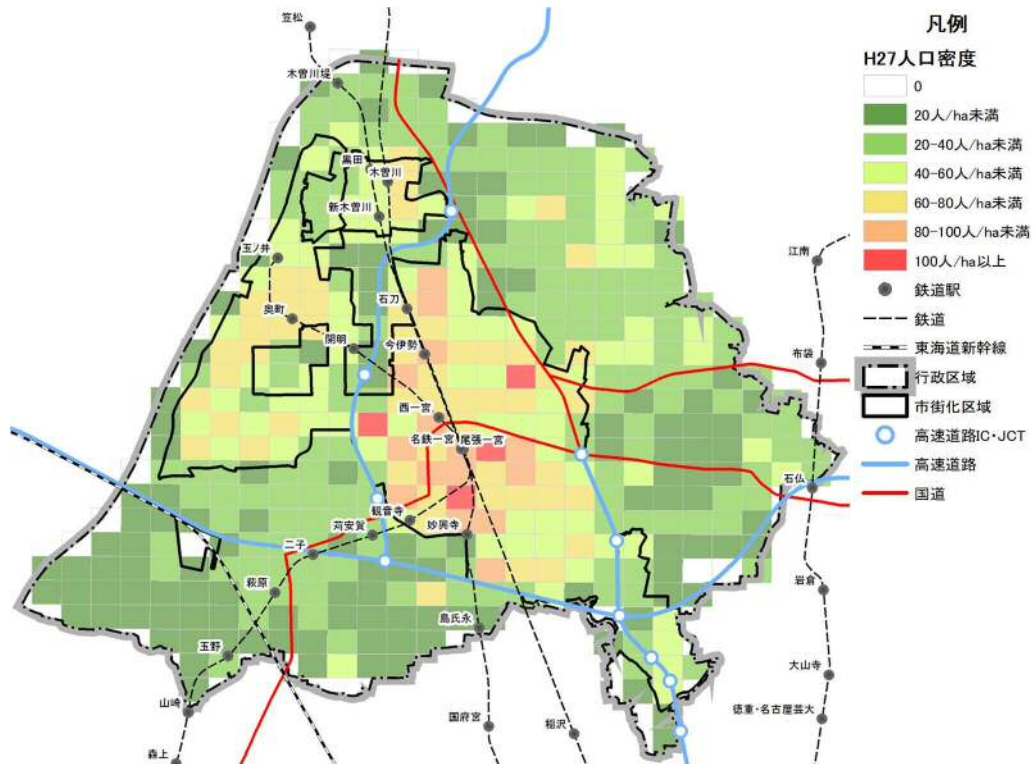 凡例
H27人口密度
0
20人/ha未満
20-40人/ha未満
40-60人/ha未満
60-80人/ha未満
80-100人/ha未満
100人/ha以上
鉄道駅
鉄道
東海道新幹線
行政区域
市街化区域
高速道路IC・JCT
高速道路
国道
笠松
木曽川堤
黒田
木曽川
新木曽川
玉ノ井
江南
石刀
奥町
開明
今伊勢
布袋
西一宮
名鉄一宮
尾張一宮
石仏
観音寺
苅安賀
妙興寺
二子
萩原
岩倉
島氏永
玉野
大山寺
山崎
国府宮
稲沢
徳重・名古屋芸大
森上